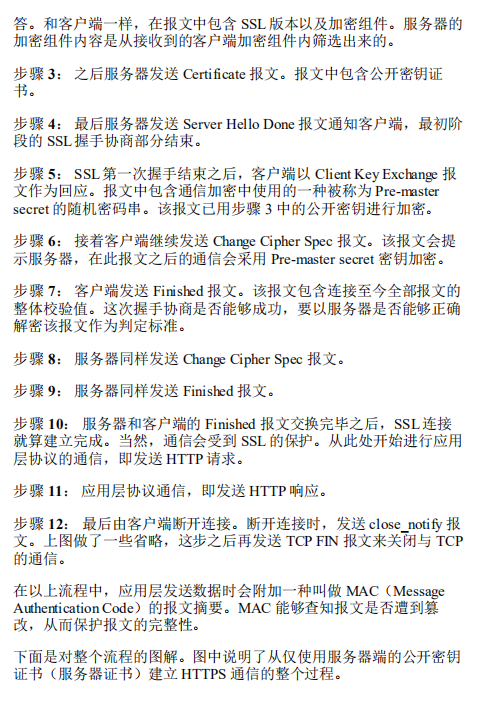 答。和客户端一样，在报文中包含 SSL 版本以及加密组件。服务器的
加密组件内容是从接收到的客户端加密组件内筛选出来的。
步骤 3： 之后服务器发送 Certificate 报文。报文中包含公开密钥证
书。
步骤 4： 最后服务器发送 Server Hello Done 报文通知客户端，最初阶
段的 SSL 握手协商部分结束。
步骤 5： SSL 第一次握手结束之后，客户端以 Client Key Exchange 报
文作为回应。报文中包含通信加密中使用的一种被称为 Pre-master
secret 的随机密码串。该报文已用步骤 3 中的公开密钥进行加密。
步骤 6： 接着客户端继续发送 Change Cipher Spec 报文。该报文会提
示服务器，在此报文之后的通信会采用 Pre-master secret 密钥加密。
步骤 7： 客户端发送 Finished 报文。该报文包含连接至今全部报文的
整体校验值。这次握手协商是否能够成功，要以服务器是否能够正确
解密该报文作为判定标准。
步骤 8： 服务器同样发送 Change Cipher Spec 报文。
步骤 9： 服务器同样发送 Finished 报文。
步骤 10： 服务器和客户端的 Finished 报文交换完毕之后，SSL 连接
就算建立完成。当然，通信会受到 SSL 的保护。从此处开始进行应用
层协议的通信，即发送 HTTP 请求。
步骤 11： 应用层协议通信，即发送 HTTP 响应。
步骤 12： 最后由客户端断开连接。断开连接时，发送 close_notify 报
文。上图做了一些省略，这步之后再发送 TCP FIN 报文来关闭与 TCP
的通信。
在以上流程中，应用层发送数据时会附加一种叫做 MAC（Message
Authentication Code）的报文摘要。MAC 能够查知报文是否遭到篡
改，从而保护报文的完整性。
下面是对整个流程的图解。图中说明了从仅使用服务器端的公开密钥
证书（服务器证书）建立 HTTPS 通信的整个过程。